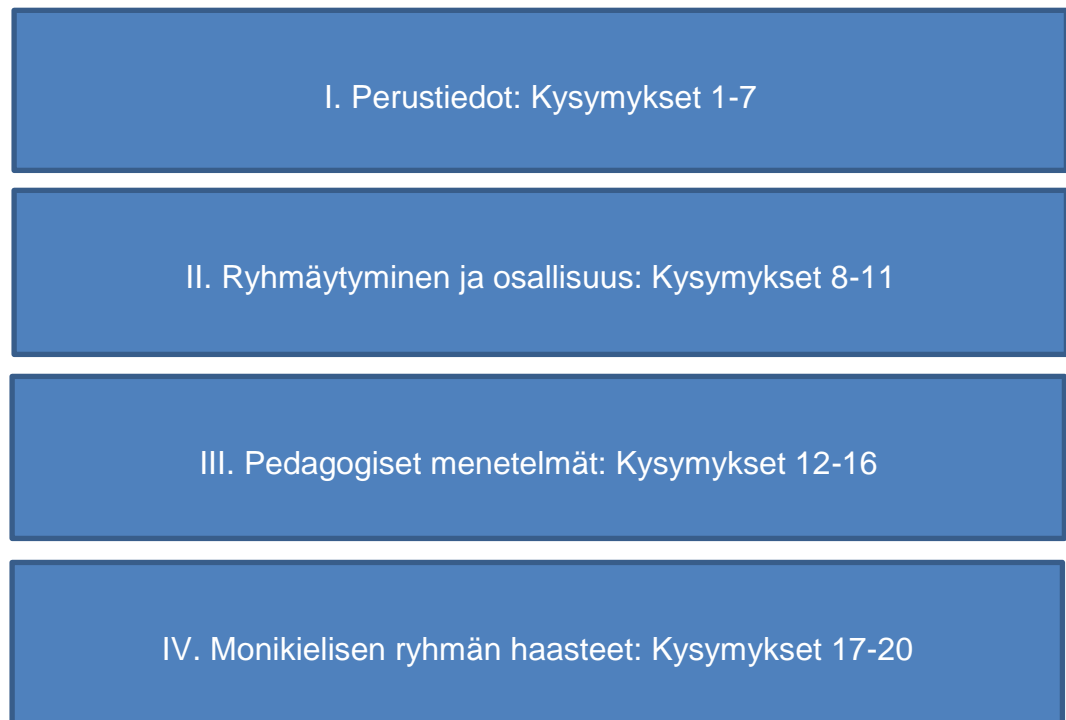 I. Perustiedot: Kysymykset 1-7
II. Ryhmäytyminen ja osallisuus: Kysymykset 8-11
III. Pedagogiset menetelmät: Kysymykset 12-16
IV. Monikielisen ryhmän haasteet: Kysymykset 17-20